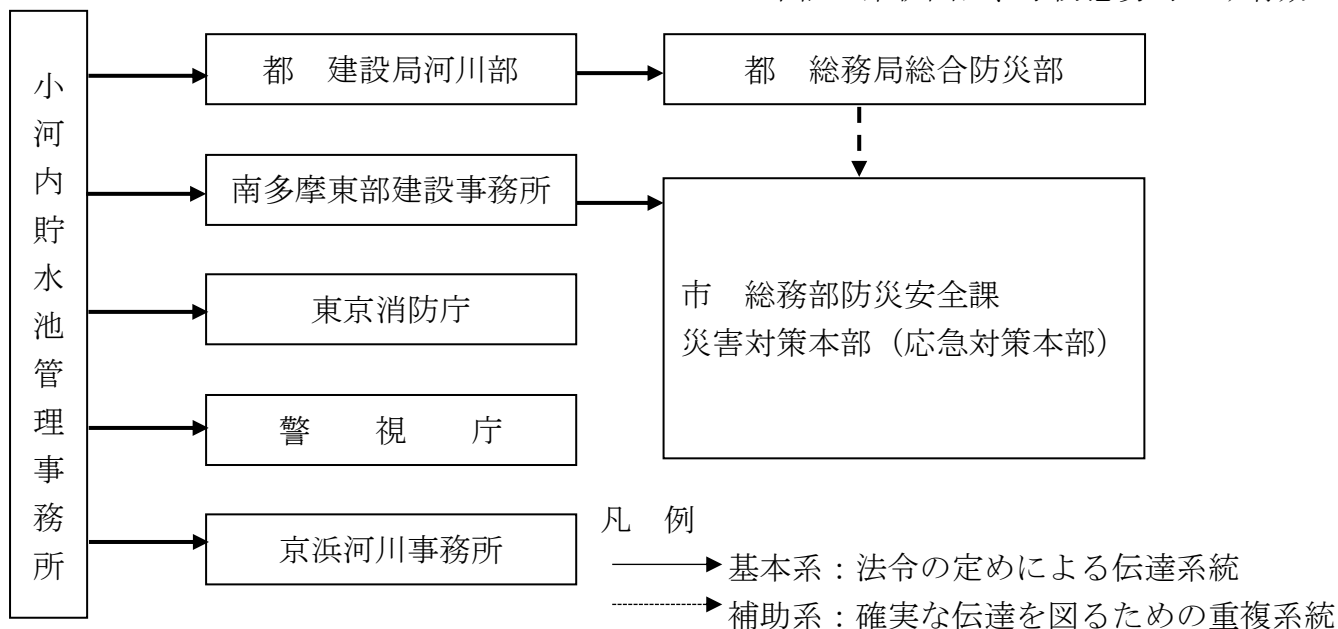 小河内貯水池管理事務所
都　建設局河川部
都　総務局総合防災部
南多摩東部建設事務所
東京消防庁
警　視　庁
京浜河川事務所
市　総務部防災安全課
災害対策本部（応急対策本部）
凡　例
基本系：法令の定めによる伝達系統
補助系：確実な伝達を図るための重複系統